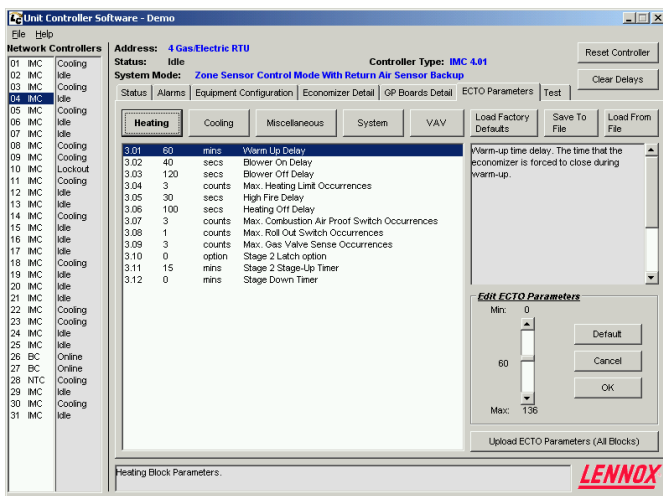 Unit Controller Software - Demo
File Help
Network Controllers
01 IMC Cooling
02 IMC Idle
03 IMC Cooling
04 IMC Idle
05 IMC Cooling
06 IMC Idle
07 IMC Idle
08 IMC Cooling
09 IMC Cooling
10 IMC Lockout
11 IMC Cooling
12 IMC Idle
13 IMC Idle
14 IMC Cooling
15 IMC Idle
16 IMC Idle
17 IMC Idle
18 IMC Cooling
19 IMC Idle
20 IMC Idle
21 IMC Idle
22 IMC Cooling
23 IMC Cooling
24 IMC Idle
25 IMC Idle
26 BC Online
27 BC Online
28 NTC Cooling
29 IMC Idle
30 IMC Cooling
31 IMC Idle
Address: 4 Gas/Electric RTU
Status: Idle Controller Type: IMC 4.01
System Mode: Zone Sensor Control Mode With Return Air Sensor Backup
Reset Controller
Clear Delays
Status Alarms Equipment Configuration Economizer Detail GP Boards Detail ECTO Parameters Test
Heating Cooling Miscellaneous System VAV
Load Factory Defaults
Save To File
Load From File
3.01 60 mins Warm Up Delay
3.02 40 secs Blower On Delay
3.03 120 secs Blower Off Delay
3.04 3 counts Max. Heating Limit Occurrences
3.05 30 secs High Fire Delay
3.06 100 secs Heating Off Delay
3.07 3 counts Max. Combustion Air Proof Switch Occurrences
3.08 1 counts Max. Roll Out Switch Occurrences
3.09 3 counts Max. Gas Valve Sense Occurrences
3.10 0 option Stage 2 Latch option
3.11 15 mins Stage 2 Stage-Up Timer
3.12 0 mins Stage Down Timer
Warm-up time delay. The time that the
economizer is forced to close during
warm-up.
Edit ECTO Parameters
Min: 0
60
Max: 136
Default
Cancel
OK
Upload ECTO Parameters (All Blocks)
Heating Block Parameters.
LENNOX